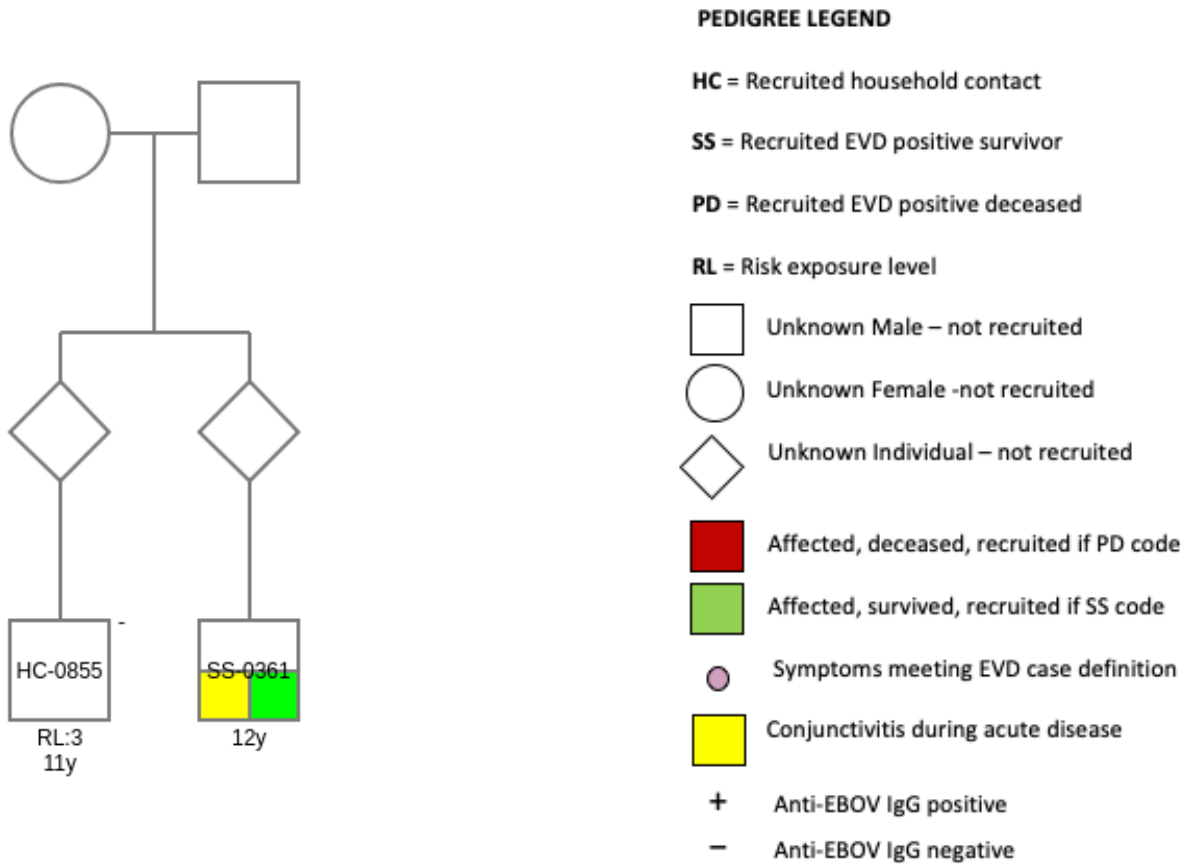 HC-0855
-
RL:3
11y
SS-0361
12y
PEDIGREE LEGEND
HC = Recruited household contact
SS = Recruited EVD positive survivor
PD = Recruited EVD positive deceased
RL = Risk exposure level
Unknown Male – not recruited
Unknown Female -not recruited
Unknown Individual – not recruited
Affected, deceased, recruited if PD code
Affected, survived, recruited if SS code
Symptoms meeting EVD case definition
Conjunctivitis during acute disease
+ Anti-EBOV IgG positive
– Anti-EBOV IgG negative